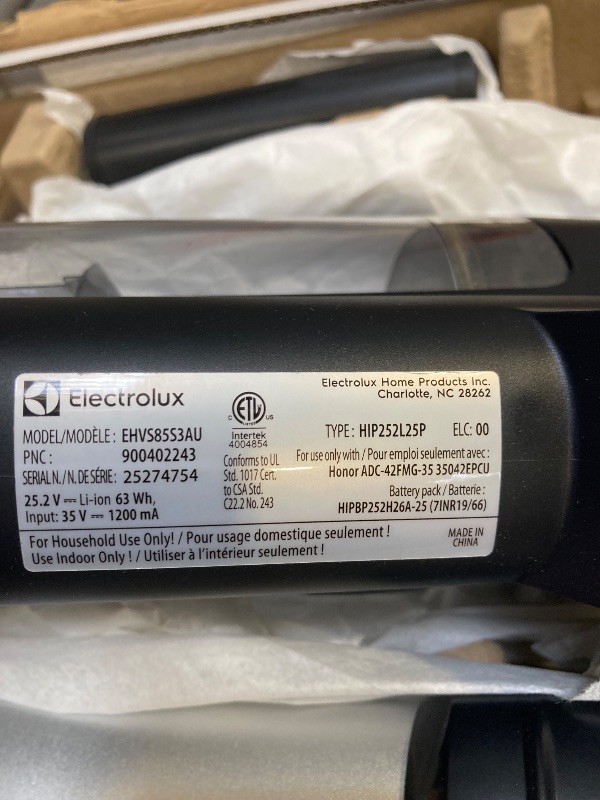 Electrolux
MODEL/MODÈLE : EHVS85S3AU
PNC : 900402243
SERIAL N./N. DE SÉRIE : 25274754
25.2 V ⎓ Li-ion 63 Wh,
Input: 35 V ⎓ 1200 mA
ETL
C US
LISTED
Intertek
4004854
Conforms to UL
Std. 1017 Cert.
to CSA Std.
C22.2 No. 243
Electrolux Home Products Inc.
Charlotte, NC 28262
TYPE : HIP252L25P ELC: 00
For use only with / Pour emploi seulement avec :
Honor ADC-42FMG-35 35042EPCU
Battery pack / Batterie :
HIPBP252H26A-25 (7INR19/66)
For Household Use Only! / Pour usage domestique seulement !
Use Indoor Only! / Utiliser à l'intérieur seulement !
MADE IN
CHINA